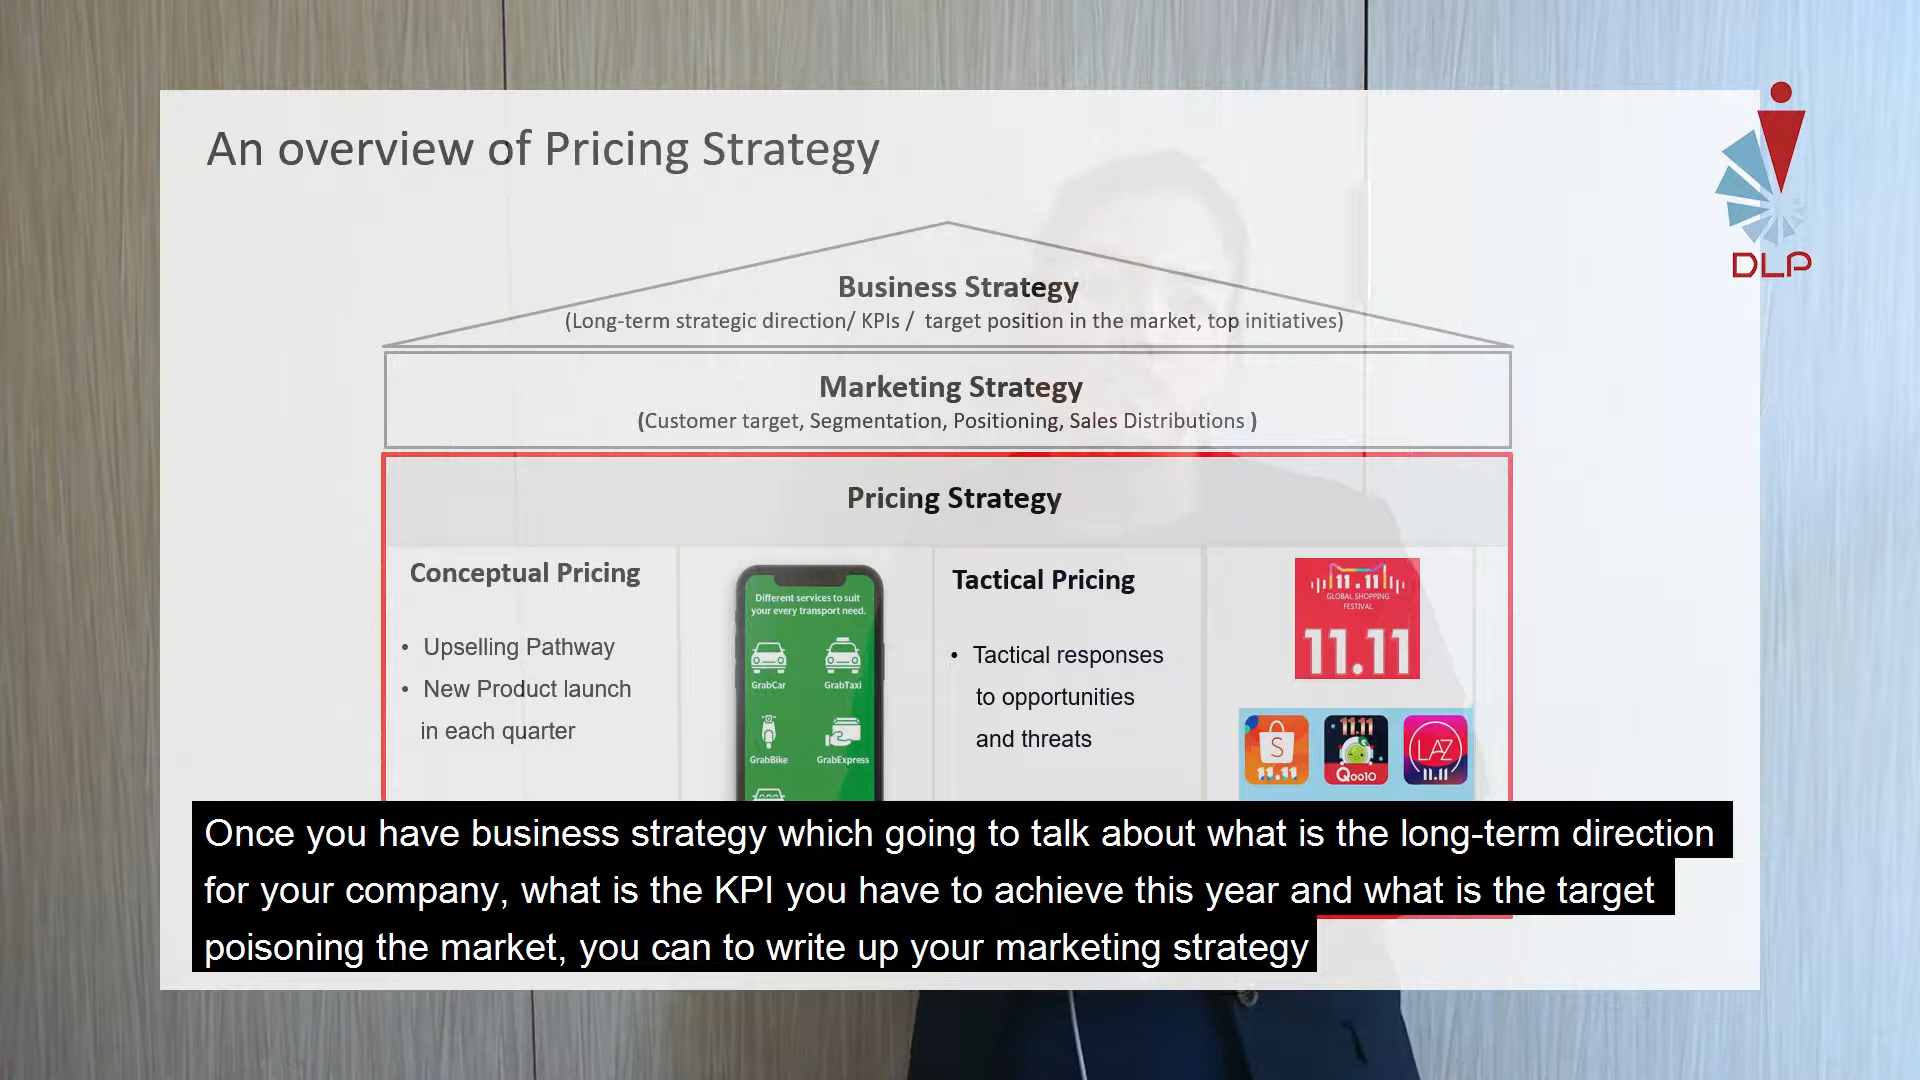 An overview of Pricing Strategy
DLP
Business Strategy
(Long-term strategic direction/ KPIs / target position in the market, top initiatives)
Marketing Strategy
(Customer target, Segmentation, Positioning, Sales Distributions )
Pricing Strategy
Conceptual Pricing
• Upselling Pathway
• New Product launch
in each quarter
Different services to suit
your every transport need.
GrabCar GrabTaxi
GrabBike GrabExpress
Tactical Pricing
• Tactical responses
to opportunities
and threats
11.11
GLOBAL SHOPPING
FESTIVAL
11.11
S
11.11
11.11
Qoo10
LAZ
11.11
Once you have business strategy which going to talk about what is the long-term direction
for your company, what is the KPI you have to achieve this year and what is the target
poisoning the market, you can to write up your marketing strategy